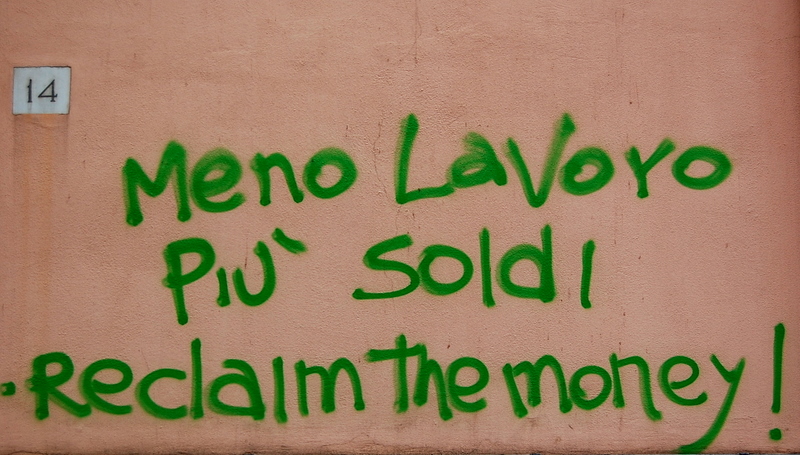 14
Meno Lavoro
Più soldi
Reclaim the money!